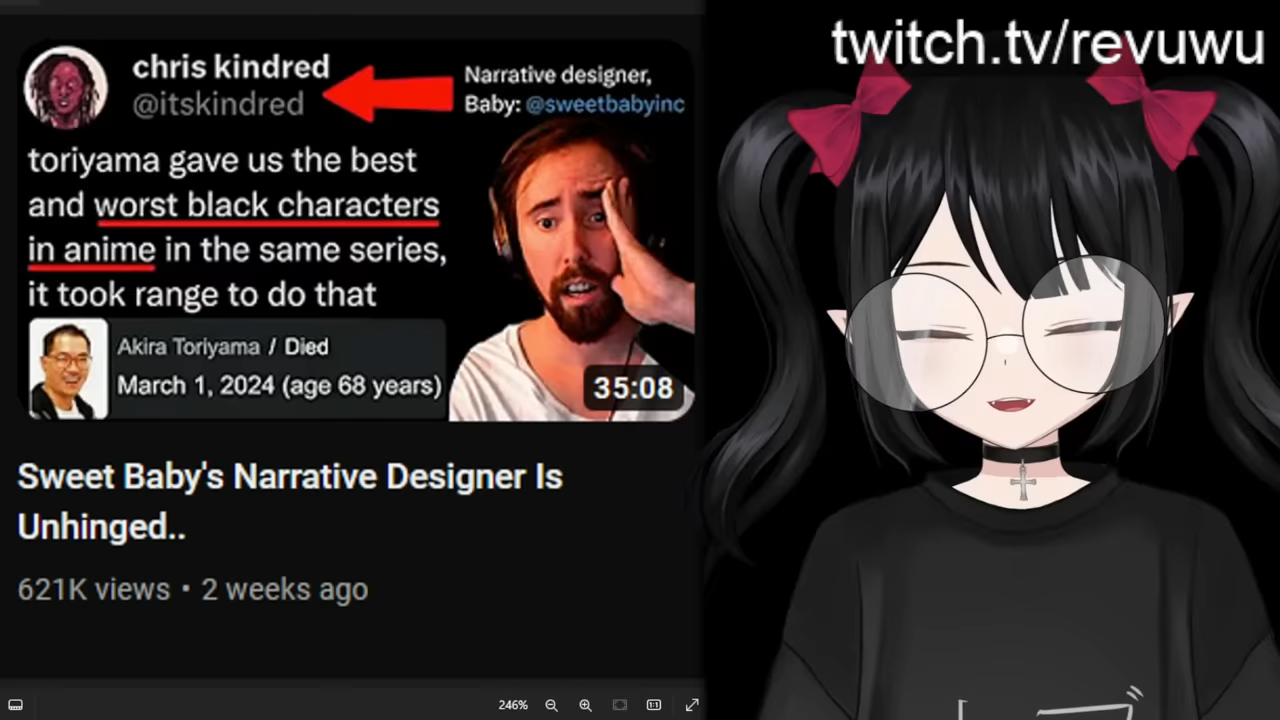 twitch.tv/revuwu
chris kindred
@itskindred
Narrative designer,
Baby: @sweetbabyinc
toriyama gave us the best
and worst black characters
in anime in the same series,
it took range to do that
Akira Toriyama / Died
March 1, 2024 (age 68 years)
35:08
Sweet Baby's Narrative Designer Is
Unhinged..
621K views • 2 weeks ago
246%
1:1